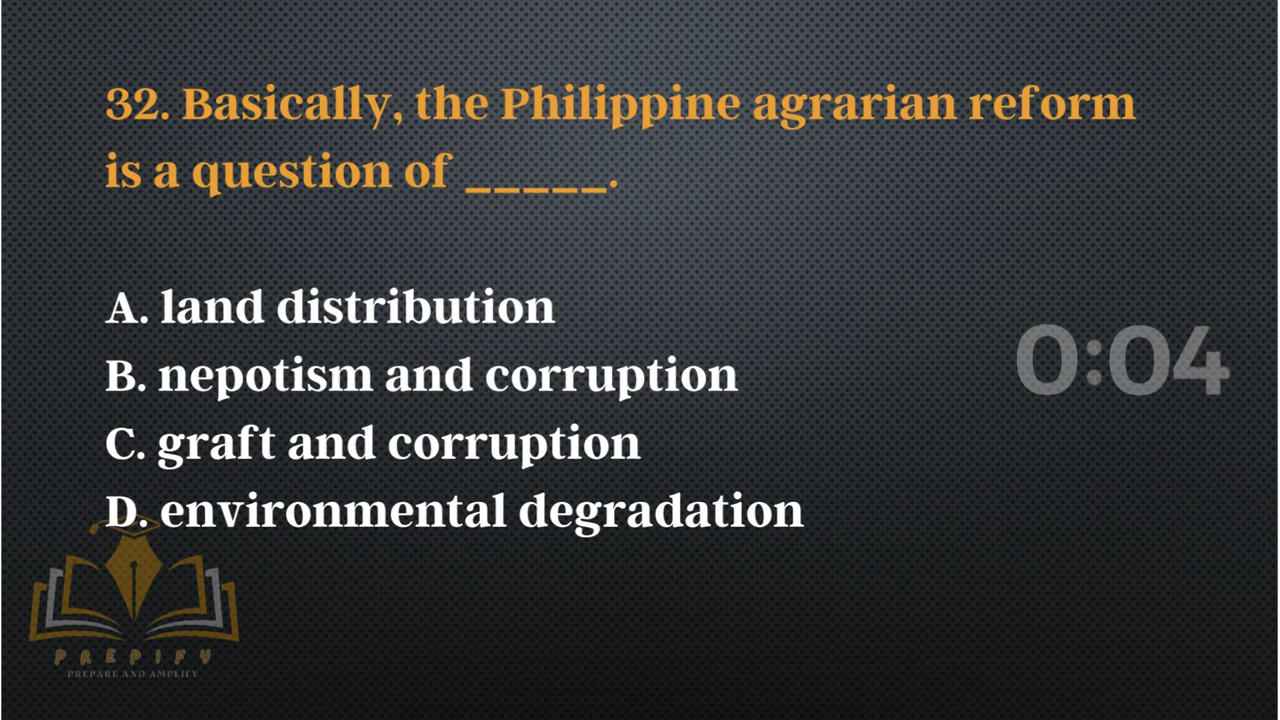 32. Basically, the Philippine agrarian reform
is a question of _____.
A. land distribution
B. nepotism and corruption
0:04
C. graft and corruption
D. environmental degradation
PREPIFY
PREPARE AND AMPLIFY